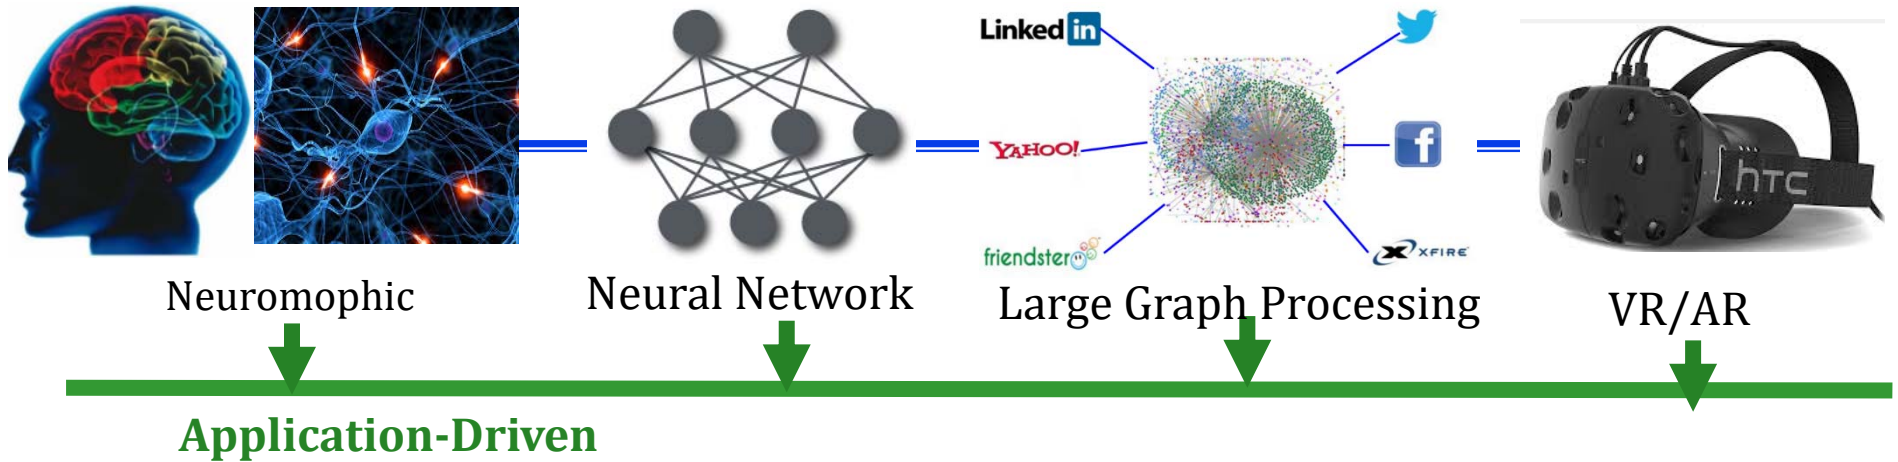 Linked in
YAHOO!
f
friendster
XFIRE
hTC
Neuromophic
Neural Network
Large Graph Processing
VR/AR
Application-Driven